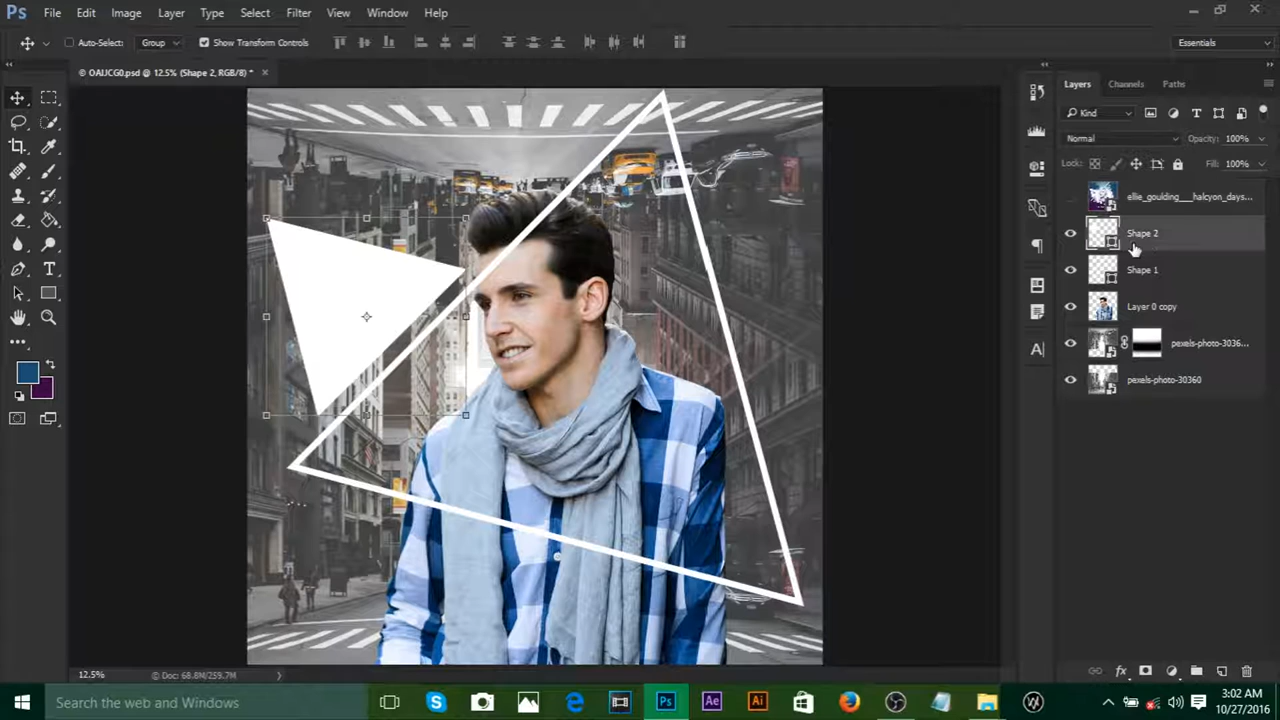 Ps File Edit Image Layer Type Select Filter View Window Help
Auto-Select: Group Show Transform Controls Essentials
© OAIJCG0.psd @ 12.5% (Shape 2, RGB/8) * ×
Layers Channels Paths
Kind
Normal Opacity: 100%
Lock: Fill: 100%
ellie_goulding___halcyon_days...
Shape 2
Shape 1
Layer 0 copy
pexels-photo-3036...
pexels-photo-30360
12.5% Doc: 68.8M/259.7M
fx
Search the web and Windows
Ps Ae Ai
3:02 AM
10/27/2016